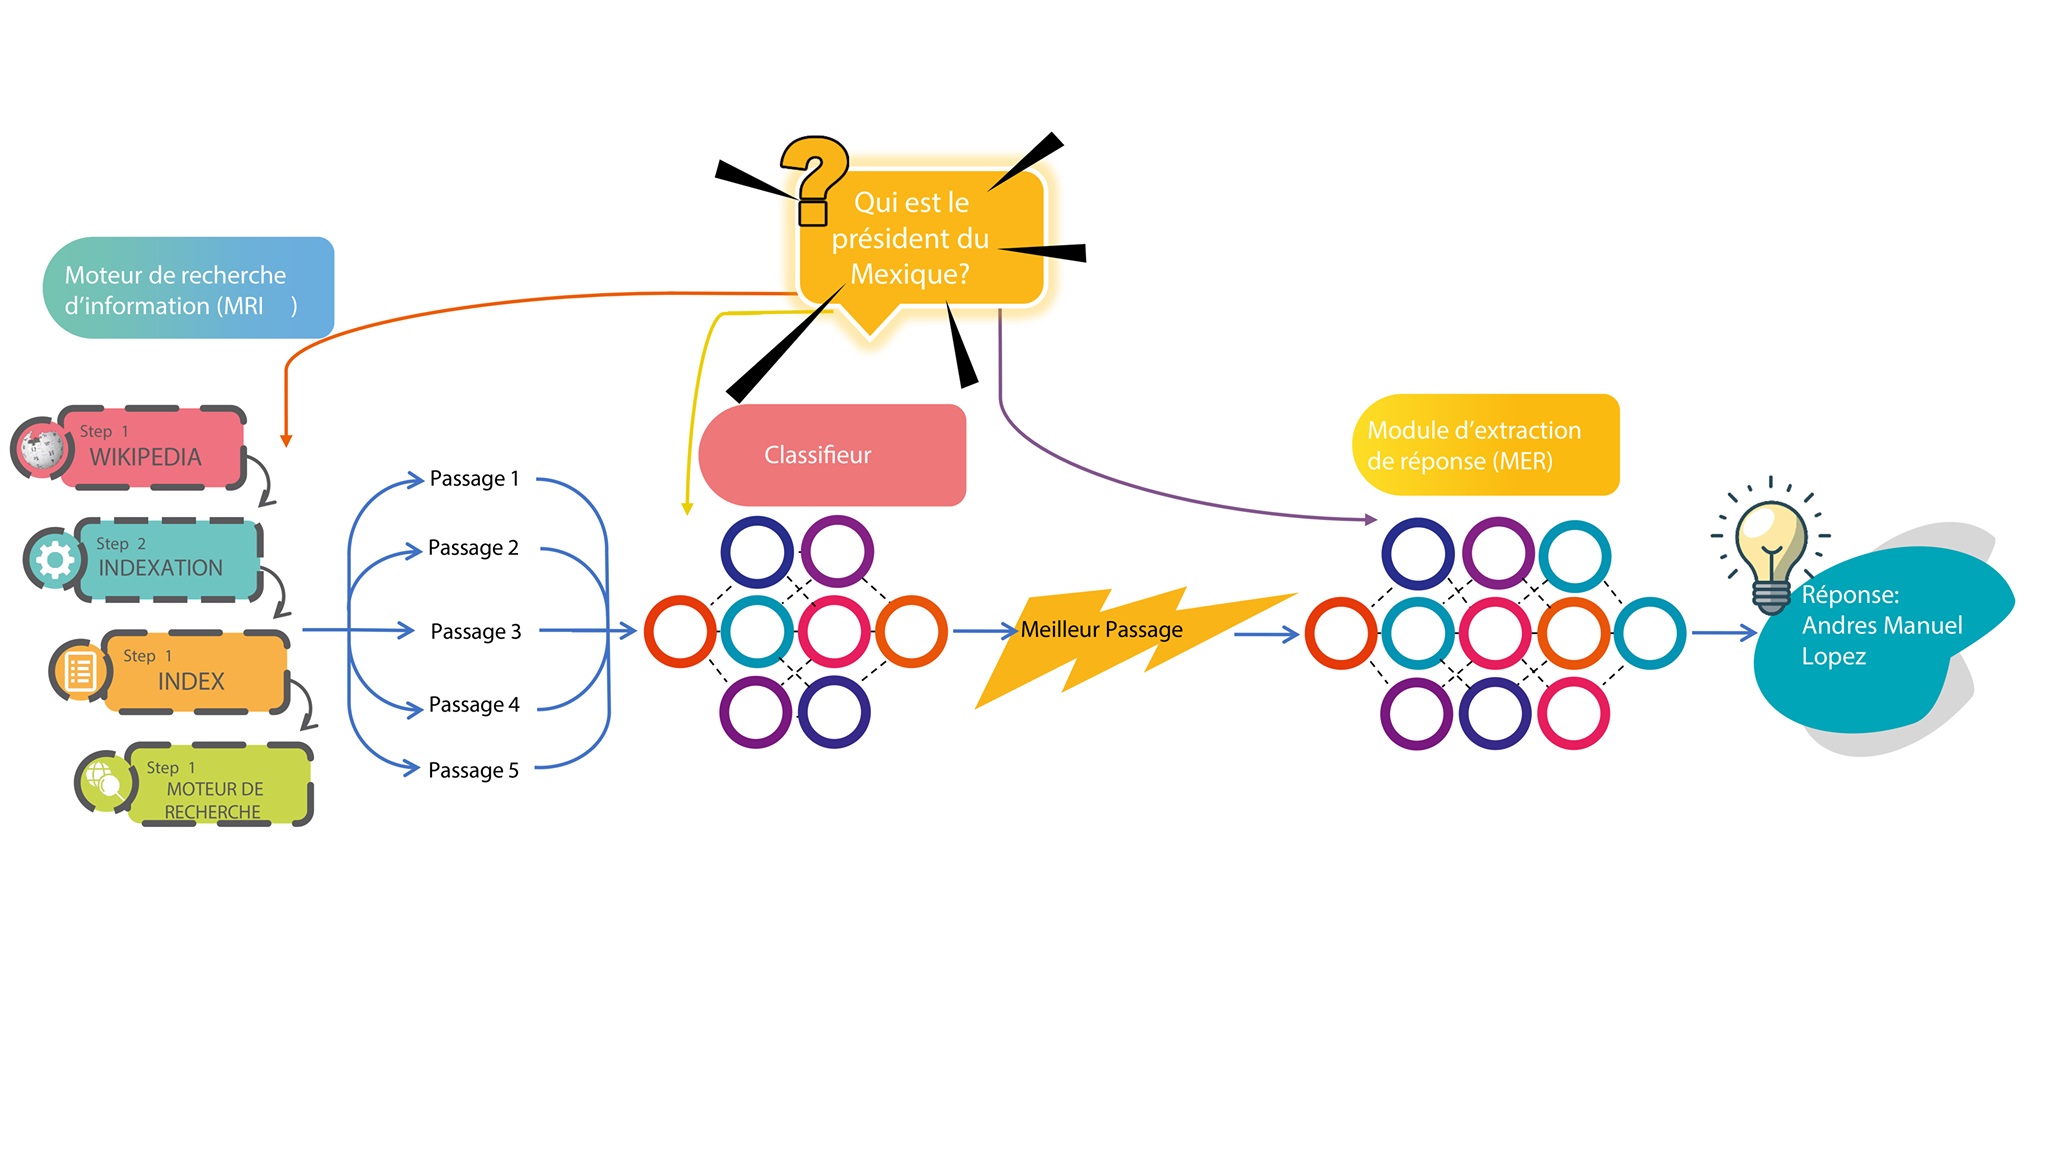 Qui est le
président du
Mexique?
Moteur de recherche
d'information (MRI )
Step 1
WIKIPEDIA
Step 2
INDEXATION
Step 1
INDEX
Step 1
MOTEUR DE
RECHERCHE
Passage 1
Passage 2
Passage 3
Passage 4
Passage 5
Classifieur
Meilleur Passage
Module d'extraction
de réponse (MER)
Réponse:
Andres Manuel
Lopez